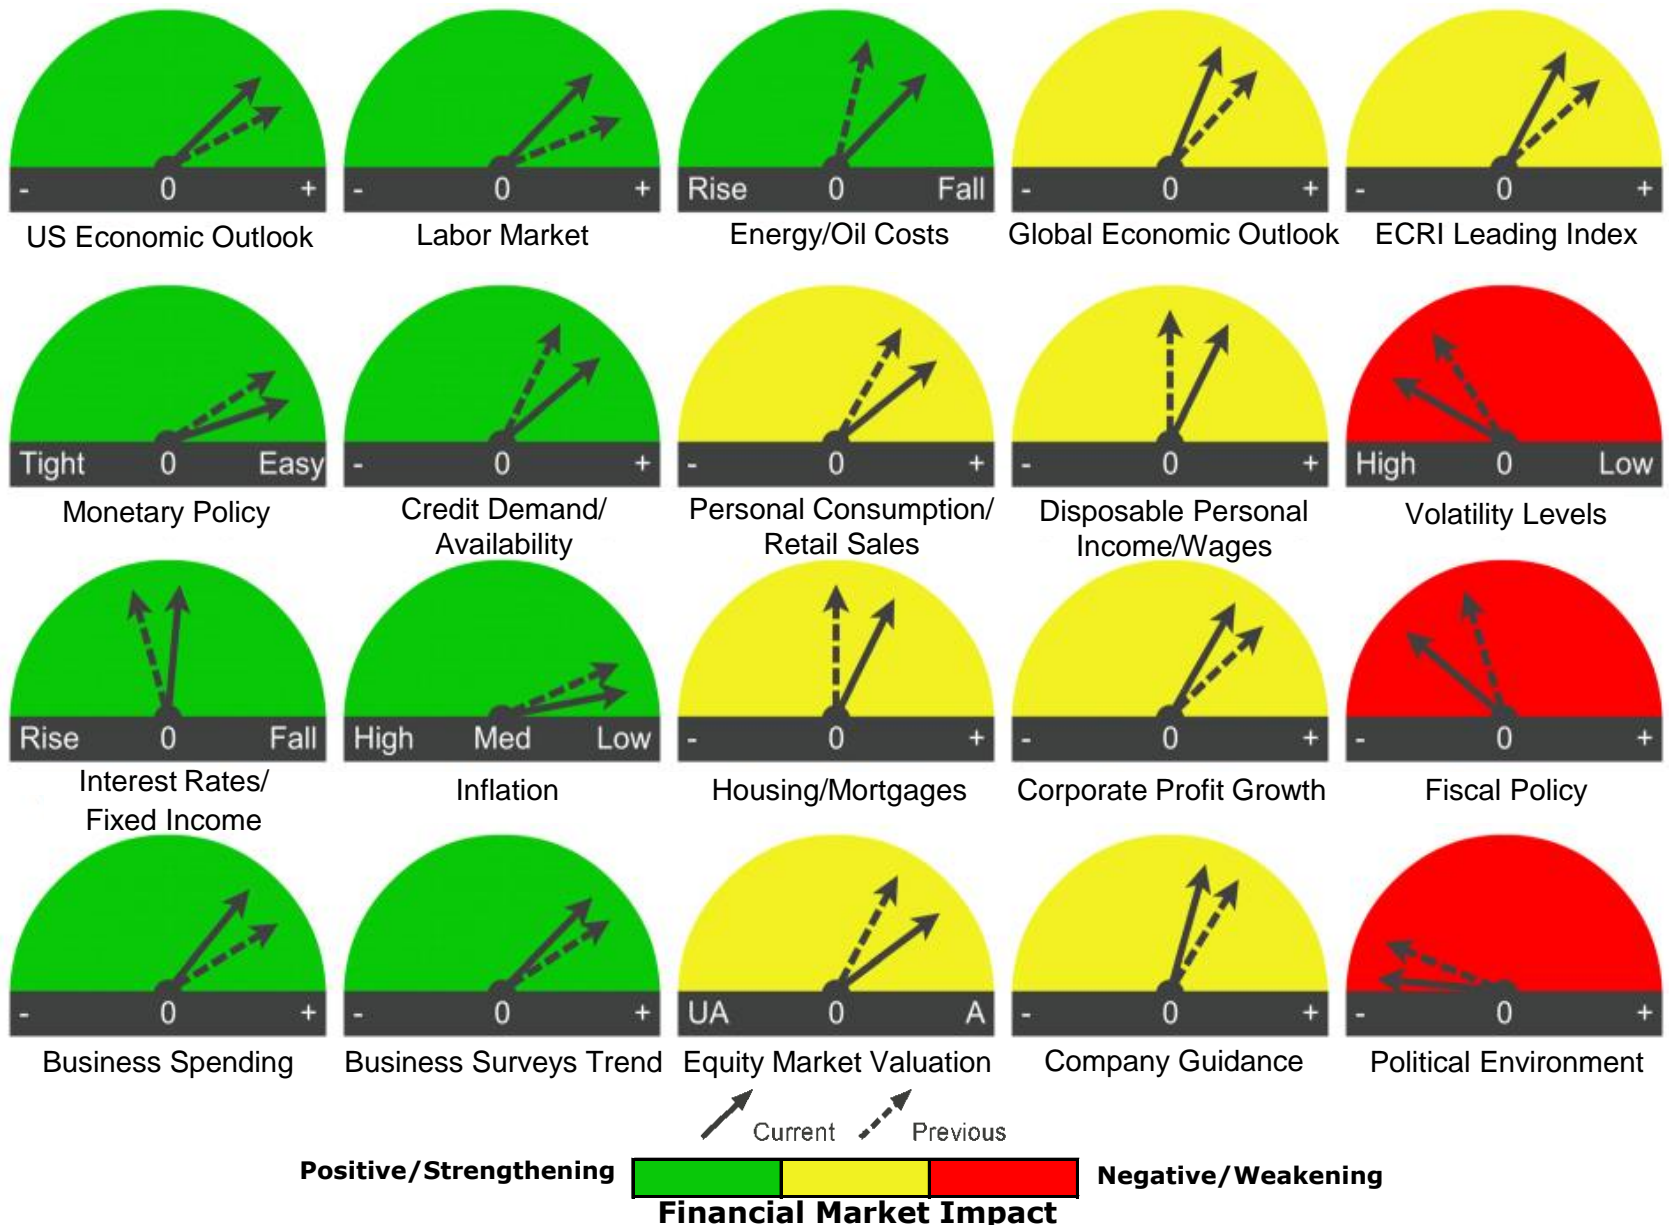 - 0 + - 0 + Rise 0 Fall - 0 + - 0 +
US Economic Outlook Labor Market Energy/Oil Costs Global Economic Outlook ECRI Leading Index
Tight 0 Easy - 0 + - 0 + - 0 + High 0 Low
Monetary Policy Credit Demand/ Personal Consumption/ Disposable Personal Volatility Levels
Availability Retail Sales Income/Wages
Rise 0 Fall High Med Low - 0 + - 0 + - 0 +
Interest Rates/ Inflation Housing/Mortgages Corporate Profit Growth Fiscal Policy
Fixed Income
- 0 + - 0 + UA 0 A - 0 + - 0 +
Business Spending Business Surveys Trend Equity Market Valuation Company Guidance Political Environment
Current Previous
Positive/Strengthening Negative/Weakening
Financial Market Impact